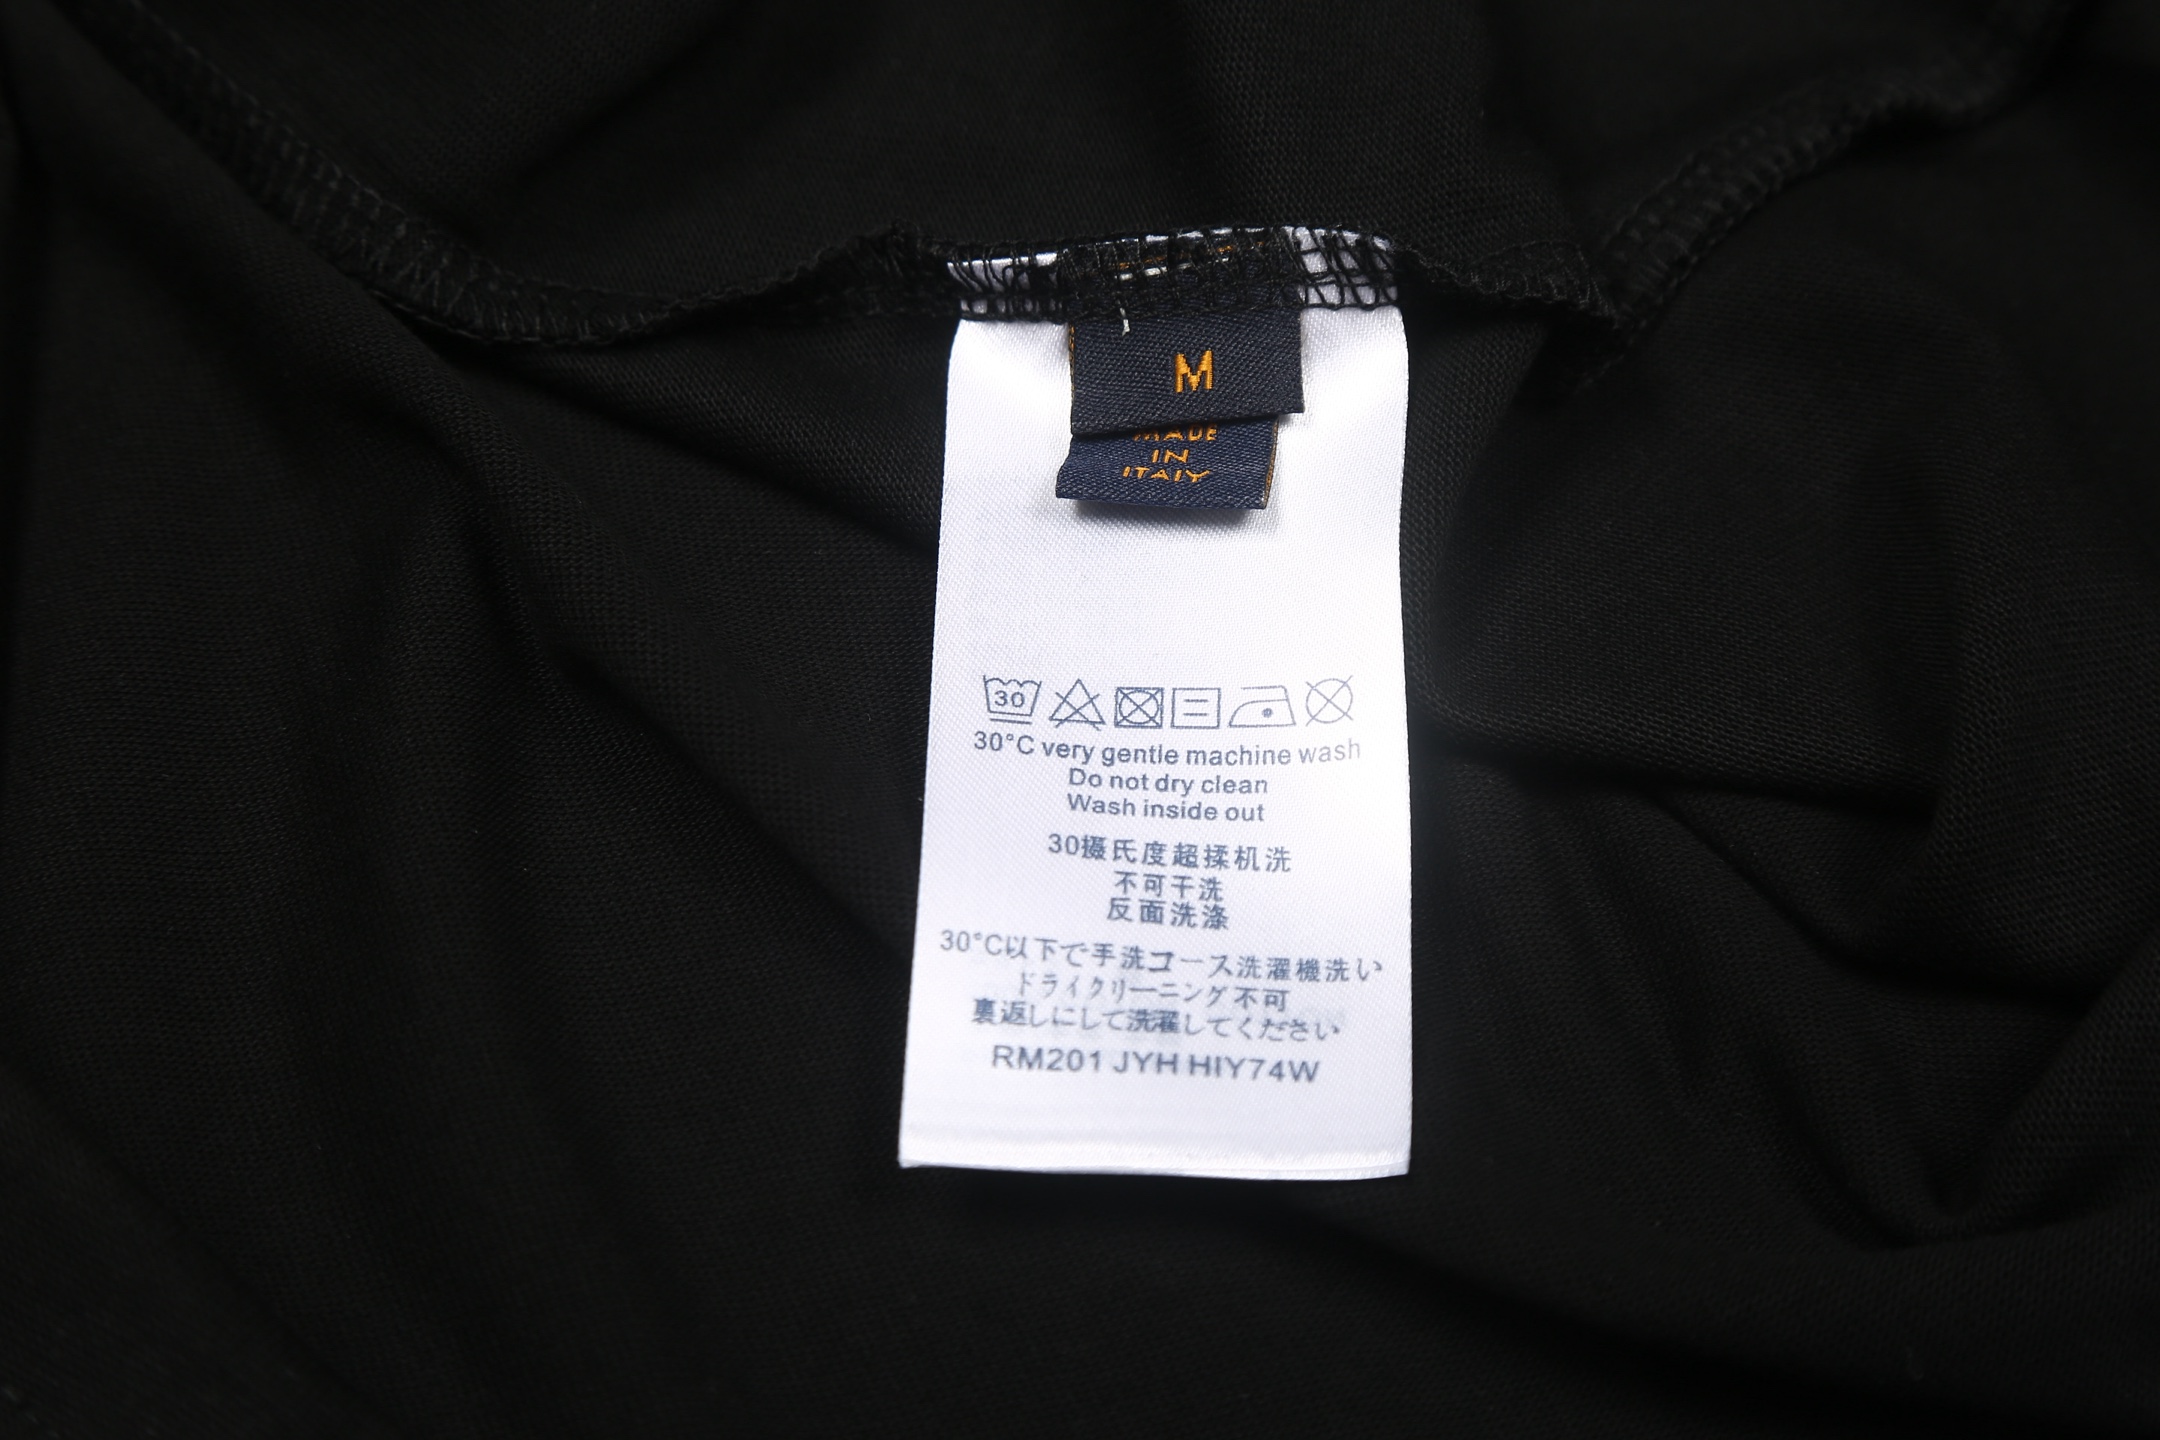 M
MADE
IN
ITALY
30
30°C very gentle machine wash
Do not dry clean
Wash inside out
30摄氏度超揉机洗
不可干洗
反面洗涤
30°C以下で手洗コース洗濯機洗い
ドライクリーニング不可
裏返しにして洗濯してください
RM201 JYH HIY74W